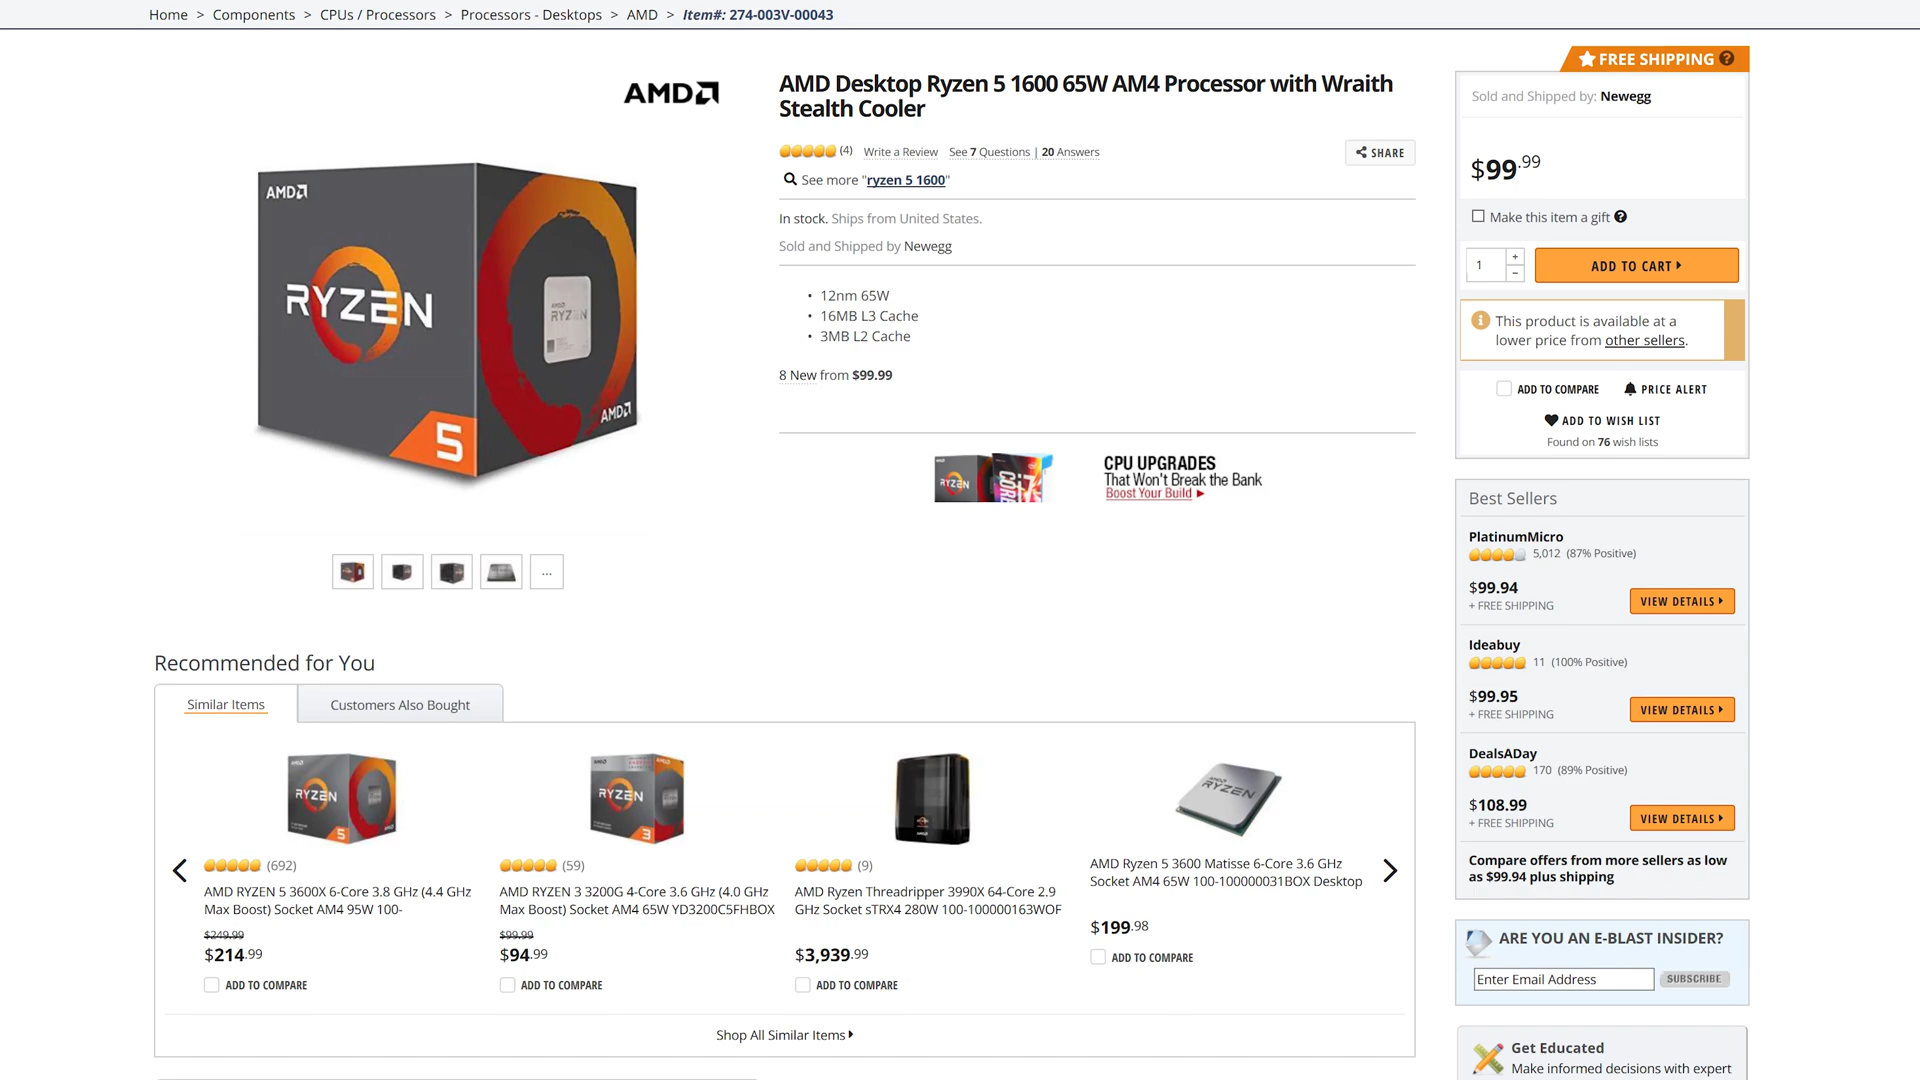 Home > Components > CPUs / Processors > Processors - Desktops > AMD > Item#: 274-003V-00043
AMD
AMD
RYZEN
5
AMD
RYZEN
AMD
...
AMD Desktop Ryzen 5 1600 65W AM4 Processor with Wraith
Stealth Cooler
(4) Write a Review See 7 Questions | 20 Answers
SHARE
See more "ryzen 5 1600"
In stock. Ships from United States.
Sold and Shipped by Newegg
• 12nm 65W
• 16MB L3 Cache
• 3MB L2 Cache
8 New from $99.99
RYZEN
CORE i7
CPU UPGRADES
That Won't Break the Bank
Boost Your Build
FREE SHIPPING ?
Sold and Shipped by: Newegg
$99.99
Make this item a gift ?
1 + -
ADD TO CART
This product is available at a
lower price from other sellers.
ADD TO COMPARE PRICE ALERT
ADD TO WISH LIST
Found on 76 wish lists
Best Sellers
PlatinumMicro
5,012 (87% Positive)
$99.94
+ FREE SHIPPING
VIEW DETAILS
Ideabuy
11 (100% Positive)
$99.95
+ FREE SHIPPING
VIEW DETAILS
DealsADay
170 (89% Positive)
$108.99
+ FREE SHIPPING
VIEW DETAILS
Compare offers from more sellers as low
as $99.94 plus shipping
ARE YOU AN E-BLAST INSIDER?
Enter Email Address SUBSCRIBE
Get Educated
Make informed decisions with expert
Recommended for You
Similar Items Customers Also Bought
AMD
RYZEN
5
(692)
AMD RYZEN 5 3600X 6-Core 3.8 GHz (4.4 GHz
Max Boost) Socket AM4 95W 100-
$249.99
$214.99
ADD TO COMPARE
AMD
RYZEN
3
(59)
AMD RYZEN 3 3200G 4-Core 3.6 GHz (4.0 GHz
Max Boost) Socket AM4 65W YD3200C5FHBOX
$99.99
$94.99
ADD TO COMPARE
AMD
(9)
AMD Ryzen Threadripper 3990X 64-Core 2.9
GHz Socket sTRX4 280W 100-100000163WOF
$3,939.99
ADD TO COMPARE
AMD
RYZEN
AMD Ryzen 5 3600 Matisse 6-Core 3.6 GHz
Socket AM4 65W 100-100000031BOX Desktop
$199.98
ADD TO COMPARE
Shop All Similar Items